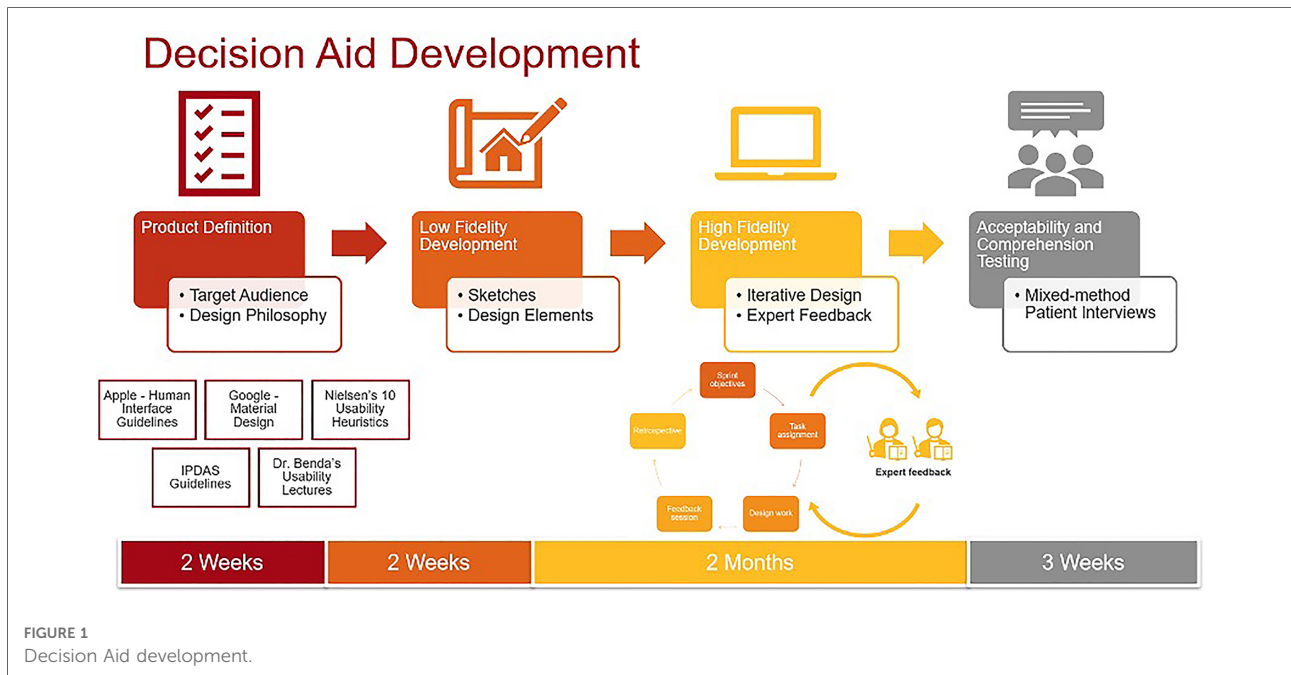 Decision Aid Development
Product Definition
• Target Audience
• Design Philosophy
Low Fidelity
Development
• Sketches
• Design Elements
High Fidelity
Development
• Iterative Design
• Expert Feedback
Acceptability and
Comprehension
Testing
• Mixed-method
Patient Interviews
Apple - Human
Interface
Guidelines
Google -
Material
Design
Nielsen's 10
Usability
Heuristics
IPDAS
Guidelines
Dr. Benda's
Usability
Lectures
Sprint
objectives
Task
assignment
Design work
Feedback
session
Retrospective
Expert feedback
2 Weeks
2 Weeks
2 Months
3 Weeks
FIGURE 1
Decision Aid development.